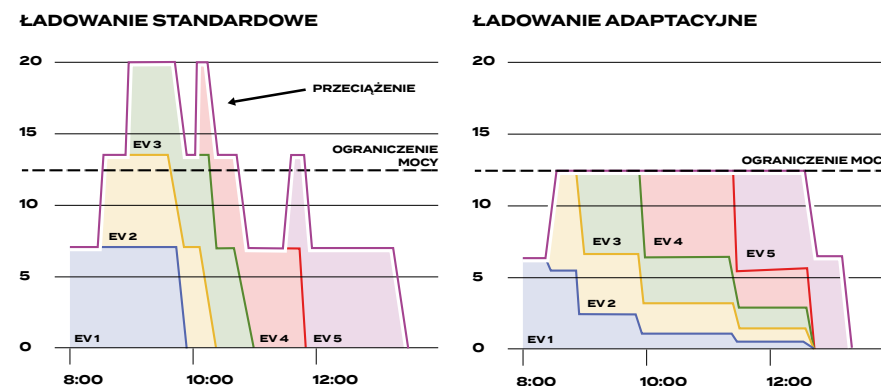 ŁADOWANIE STANDARDOWE
20
PRZECIĄŻENIE
15
EV 3
OGRANICZENIE
MOCY
10
EV 2
5
EV 1
EV 4
EV 5
0
8:00
10:00
12:00
ŁADOWANIE ADAPTACYJNE
20
15
OGRANICZENIE MOC
10
EV 3
EV 4
EV 5
5
EV 2
EV 1
0
8:00
10:00
12:00